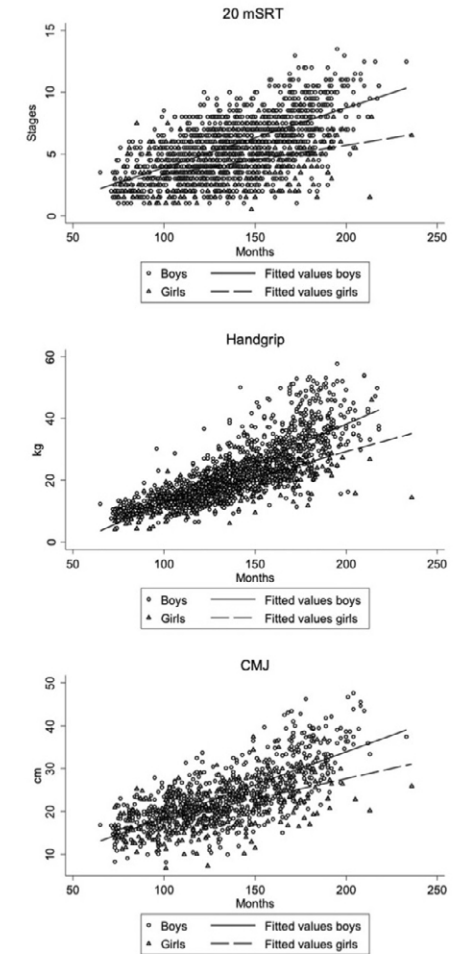 20 mSRT
15
10
5
0
Stages
50 100 150 200 250
Months
Boys Fitted values boys
Girls Fitted values girls
Handgrip
60
40
20
0
kg
50 100 150 200 250
Months
Boys Fitted values boys
Girls Fitted values girls
CMJ
50
40
30
20
10
cm
50 100 150 200 250
Months
Boys Fitted values boys
Girls Fitted values girls